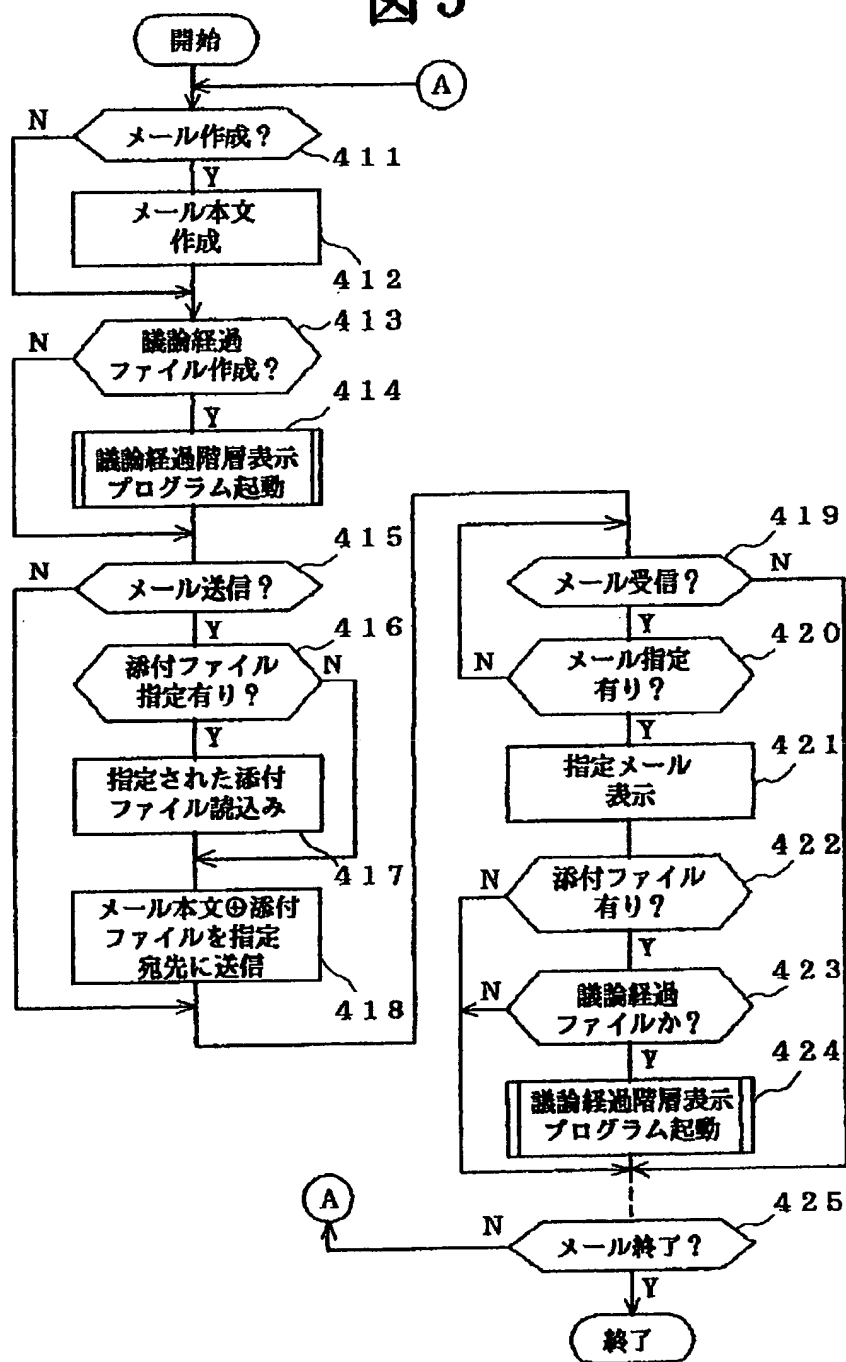 図5
開始
A
N
メール作成？
411
Y
メール本文
作成
412
413
N
議論経過
ファイル作成？
414
Y
議論経過階層表示
プログラム起動
415
N
メール送信？
Y
416
添付ファイル
指定有り？
N
Y
指定された添付
ファイル読込み
417
メール本文⊕添付
ファイルを指定
宛先に送信
418
419
メール受信？
N
Y
420
N
メール指定
有り？
Y
421
指定メール
表示
422
N
添付ファイル
有り？
Y
423
N
議論経過
ファイルか？
Y
424
議論経過階層表示
プログラム起動
A
425
N
メール終了？
Y
終了